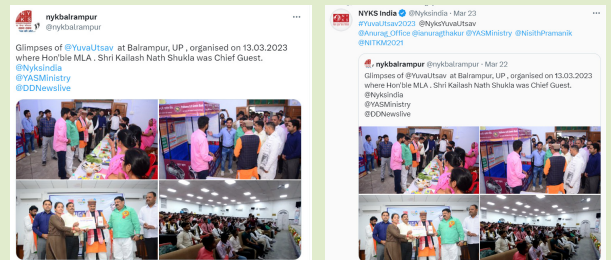 nykbalrampur
@nykbalrampur
Glimpses of @YuvaUtsav at Balrampur, UP , organised on 13.03.2023
where Hon'ble MLA . Shri Kailash Nath Shukla was Chief Guest.
@Nyksindia
@YASMinistry
@DDNewslive
NYKS India @Nyksindia · Mar 23
#YuvaUtsav2023 @NyksYuvaUtsav
@Anurag_Office @ianuragthakur @YASMinistry @NisithPramanik
@NITKM2021
nykbalrampur @nykbalrampur · Mar 22
Glimpses of @YuvaUtsav at Balrampur, UP , organised on 13.03.2023
where Hon'ble MLA . Shri Kailash Nath Shukla was Chief Guest.
@Nyksindia
@YASMinistry
@DDNewslive